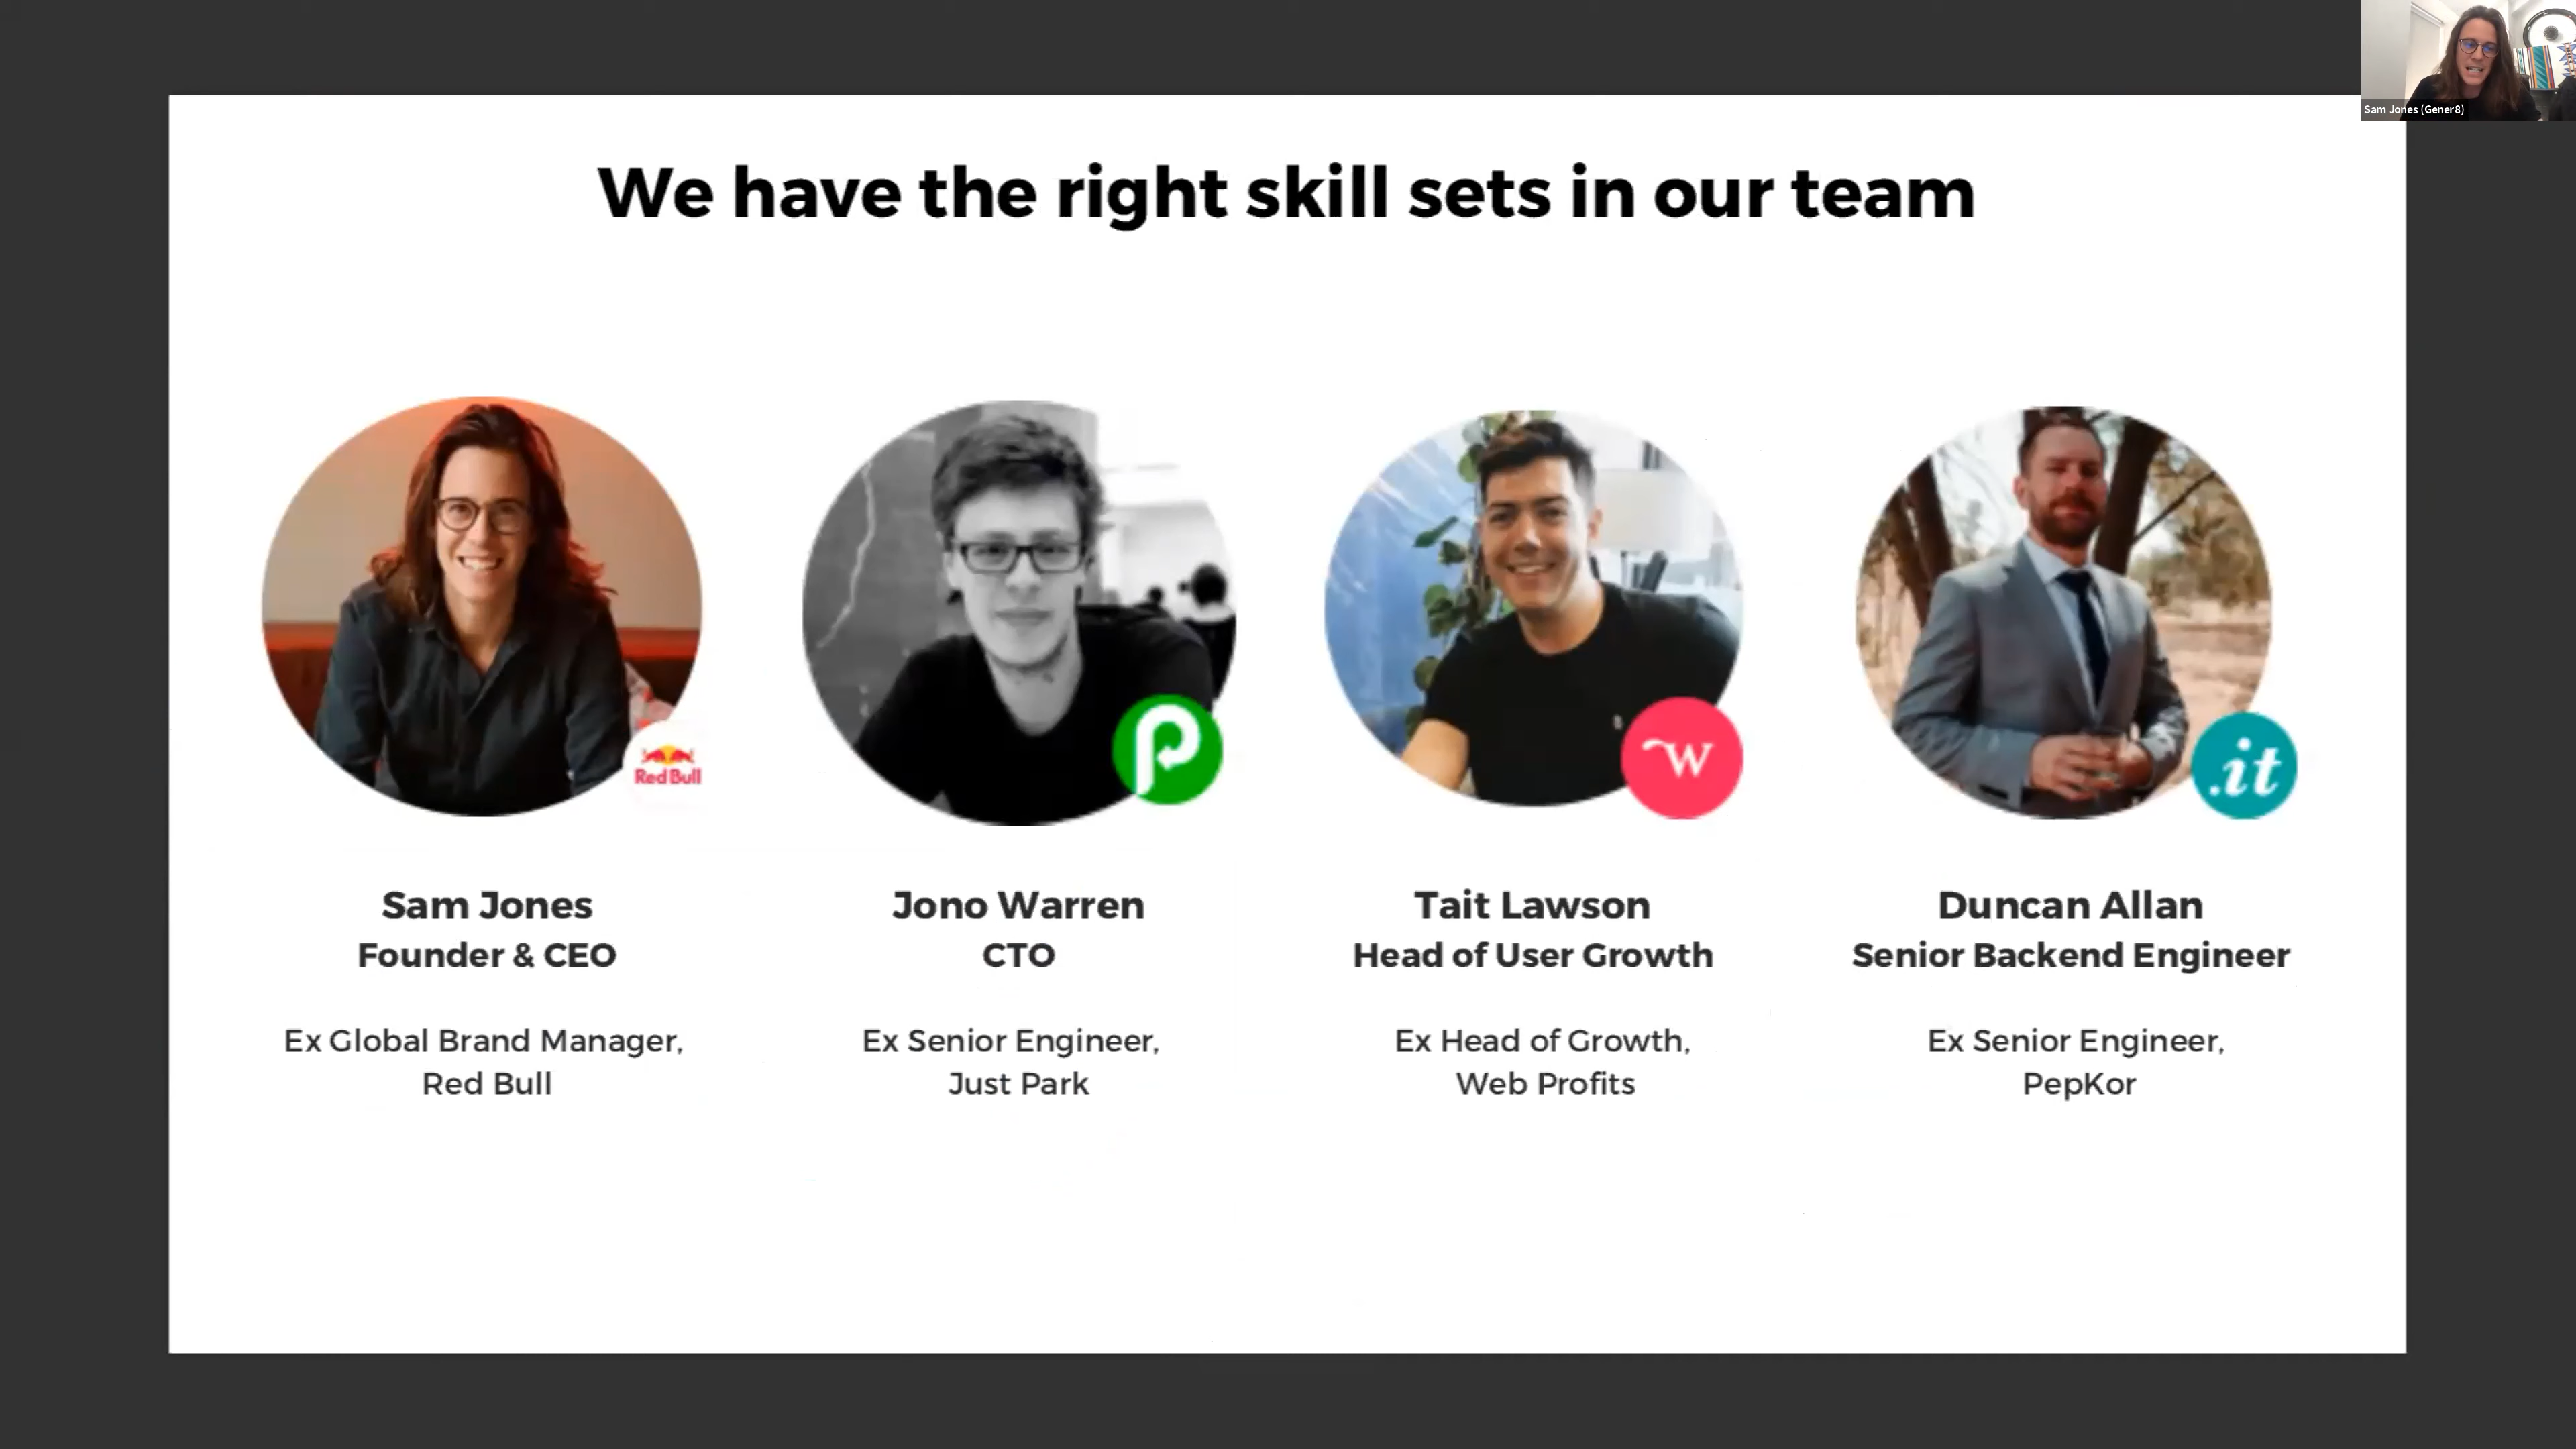 Sam Jones (Gener8)
We have the right skill sets in our team
Red Bull
W
.it
Sam Jones
Founder & CEO
Ex Global Brand Manager,
Red Bull
Jono Warren
CTO
Ex Senior Engineer,
Just Park
Tait Lawson
Head of User Growth
Ex Head of Growth,
Web Profits
Duncan Allan
Senior Backend Engineer
Ex Senior Engineer,
PepKor